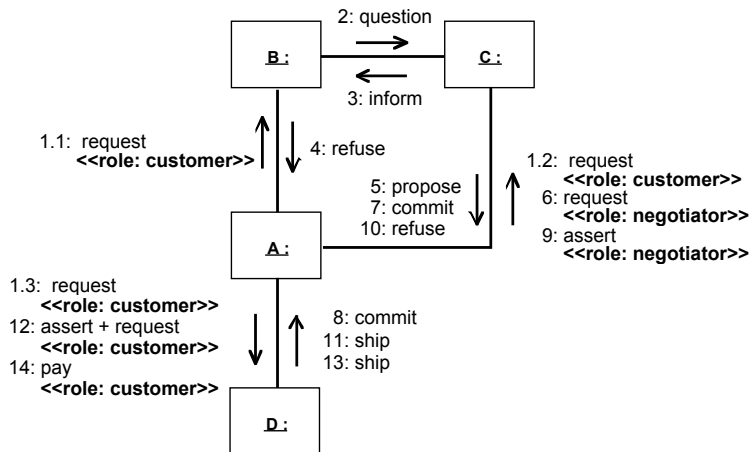 2: question
B :
C :
3: inform
1.1: request
<<role: customer>>
4: refuse
1.2: request
<<role: customer>>
6: request
<<role: negotiator>>
9: assert
<<role: negotiator>>
5: propose
7: commit
10: refuse
A :
1.3: request
<<role: customer>>
12: assert + request
<<role: customer>>
14: pay
<<role: customer>>
8: commit
11: ship
13: ship
D :